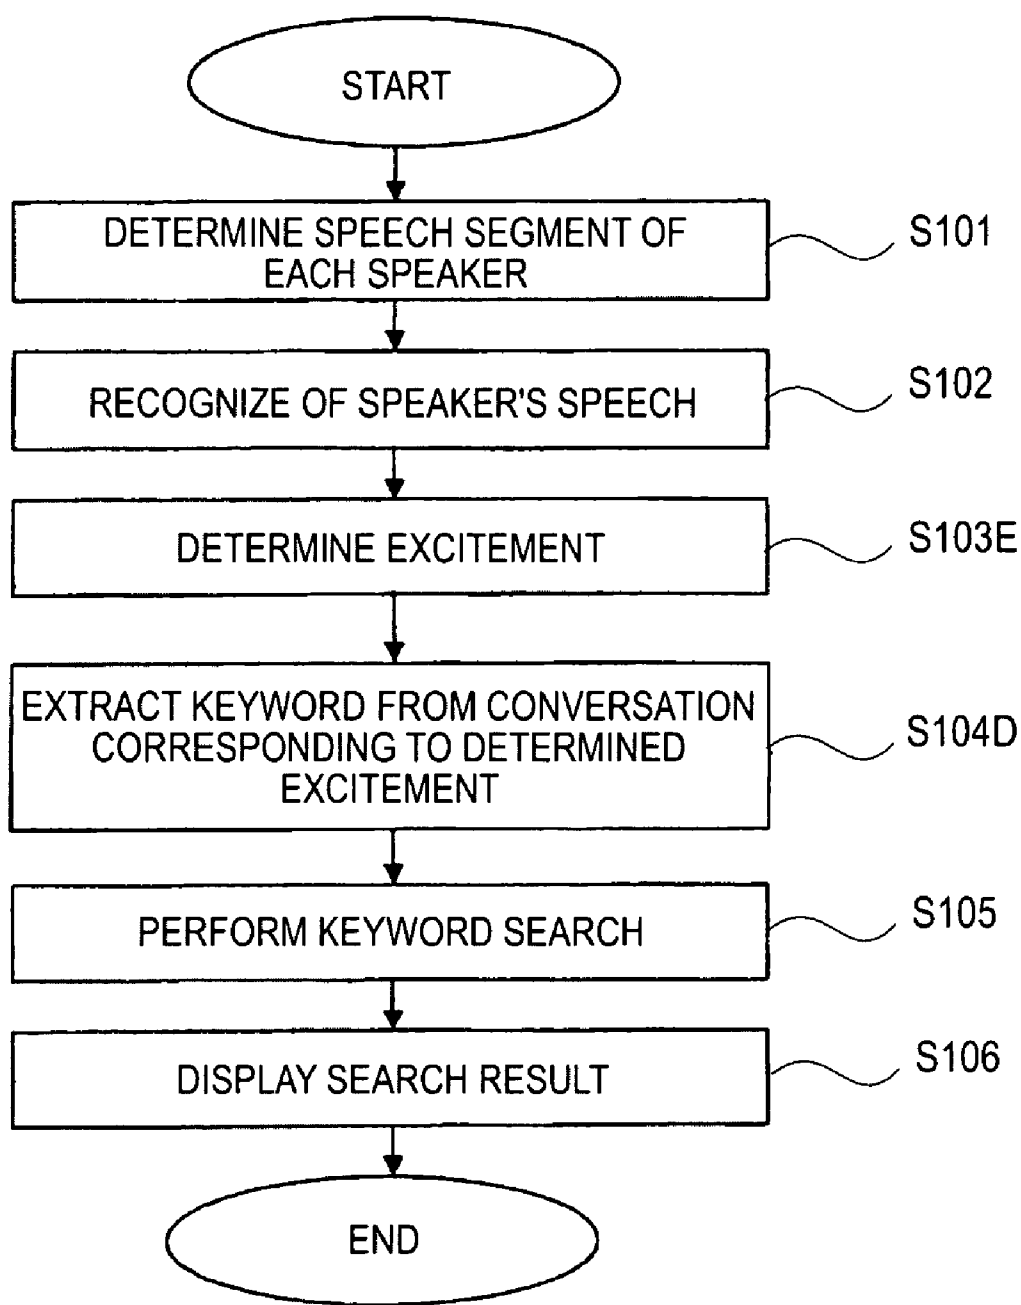 START
DETERMINE SPEECH SEGMENT OF
EACH SPEAKER
S101
RECOGNIZE OF SPEAKER'S SPEECH
S102
DETERMINE EXCITEMENT
S103E
EXTRACT KEYWORD FROM CONVERSATION
CORRESPONDING TO DETERMINED
EXCITEMENT
S104D
PERFORM KEYWORD SEARCH
S105
DISPLAY SEARCH RESULT
S106
END